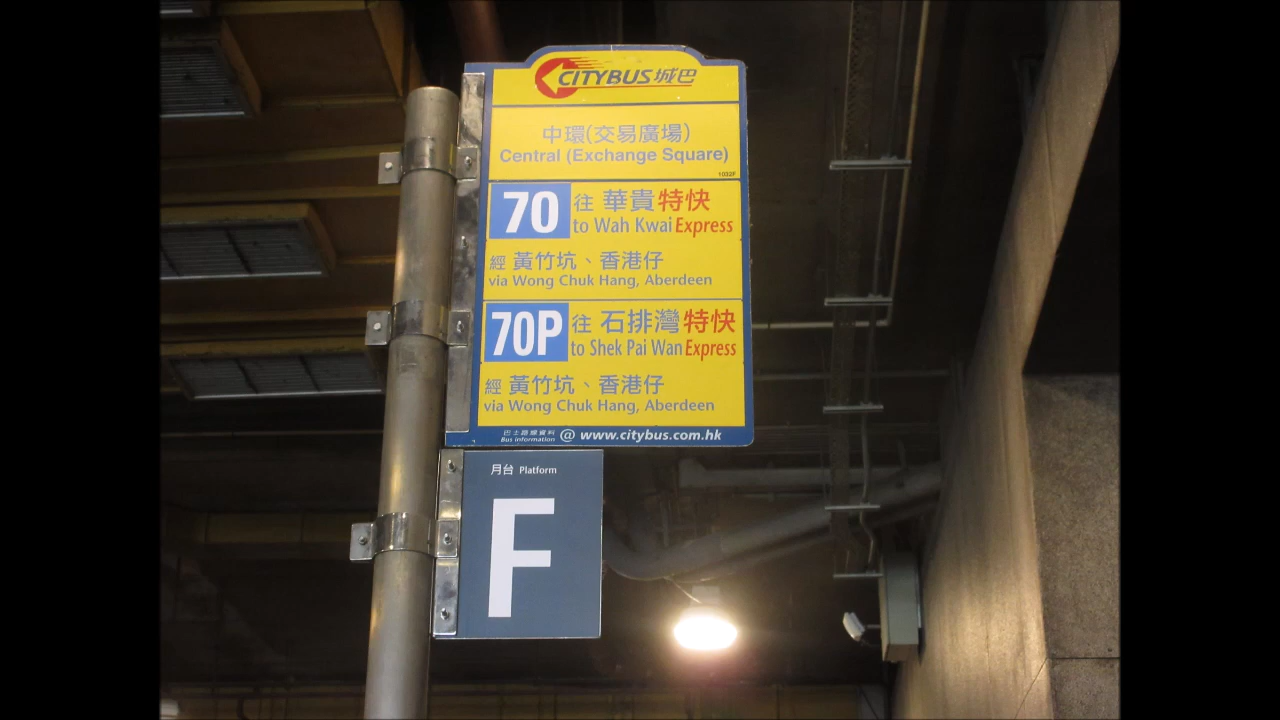 CITYBUS 城巴
中環(交易廣場)
Central (Exchange Square)
1032F
70 往 華貴特快
to Wah Kwai Express
經 黃竹坑、香港仔
via Wong Chuk Hang, Aberdeen
70P 往 石排灣特快
to Shek Pai Wan Express
經 黃竹坑、香港仔
via Wong Chuk Hang, Aberdeen
巴士路線資料
Bus information @ www.citybus.com.hk
月台 Platform
F